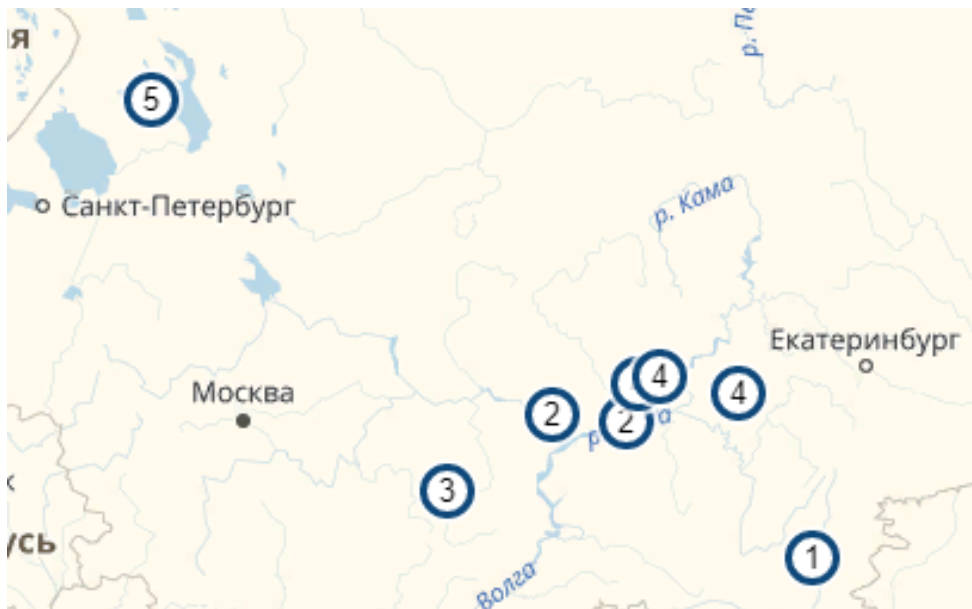 я
р. Пе
5
Санкт-Петербург
р. Кама
Екатеринбург
Москва
4
4
2
2
р.
а
3
к
усь
1
Волга